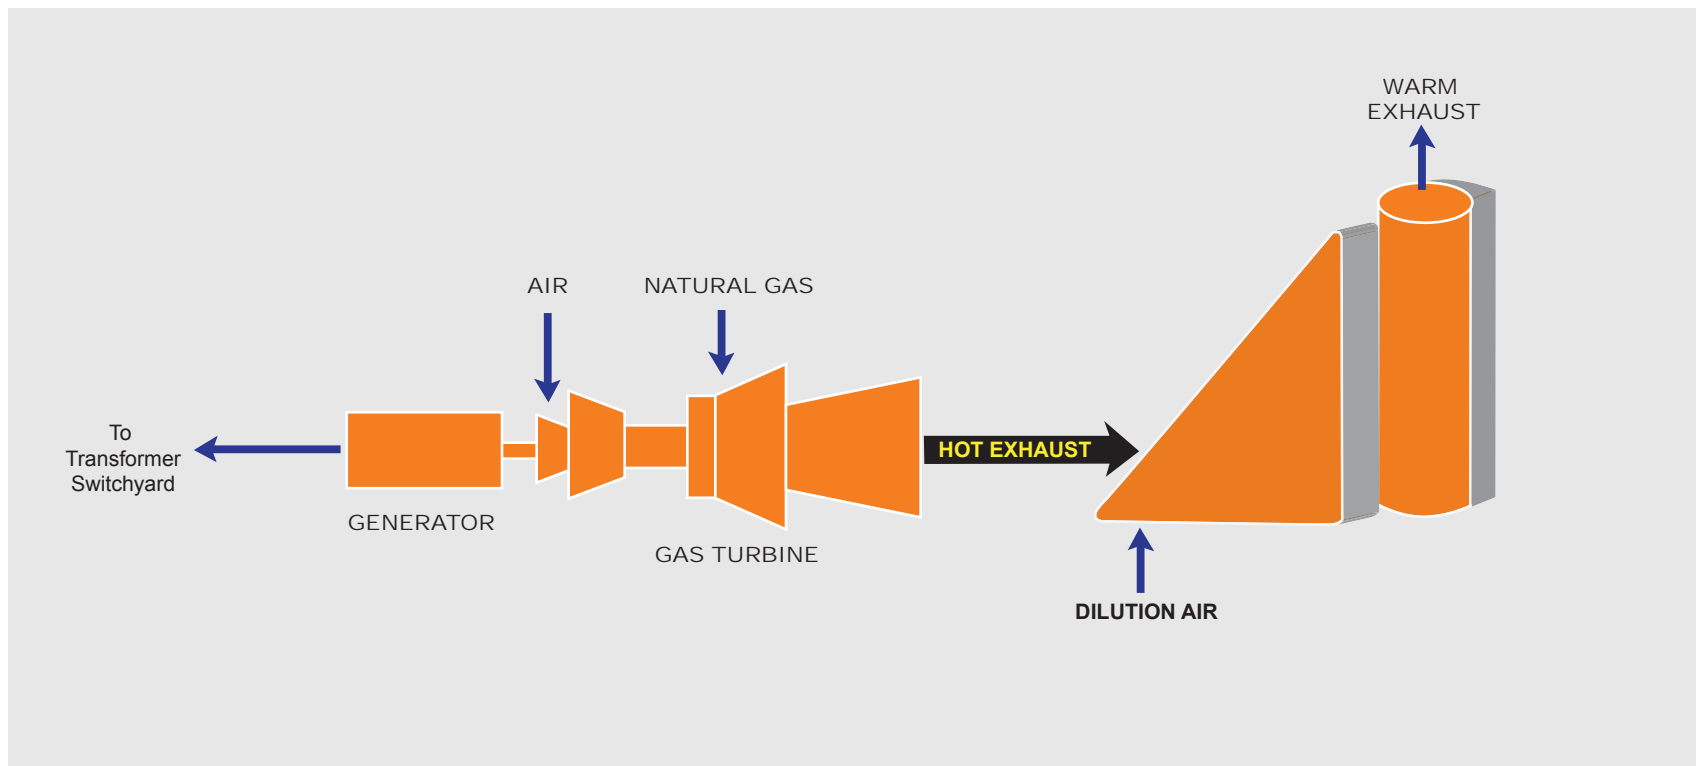 WARM
EXHAUST
AIR
NATURAL GAS
To
Transformer
Switchyard
HOT EXHAUST
GENERATOR
GAS TURBINE
DILUTION AIR